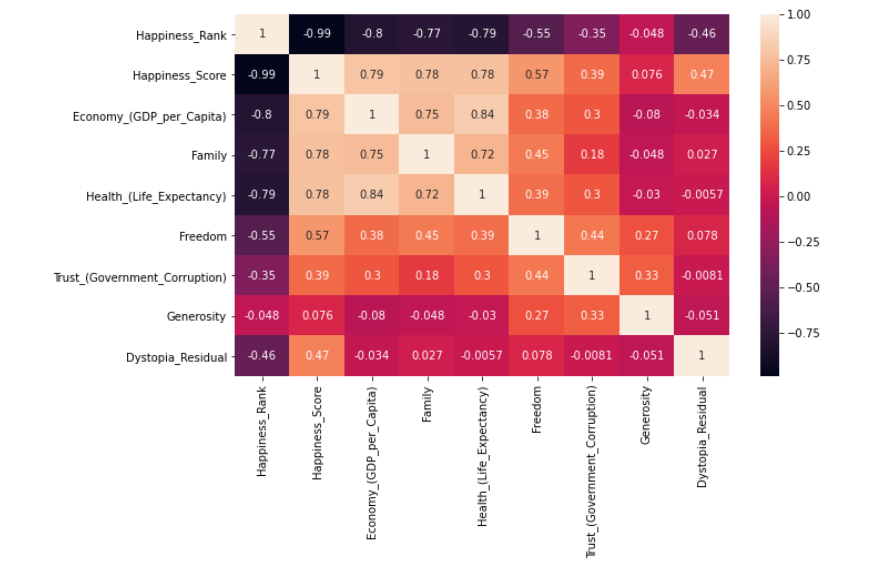 Happiness_Rank 1 -0.99 -0.8 -0.77 -0.79 -0.55 -0.35 -0.048 -0.46
Happiness_Score -0.99 1 0.79 0.78 0.78 0.57 0.39 0.076 0.47
Economy_(GDP_per_Capita) -0.8 0.79 1 0.75 0.84 0.38 0.3 -0.08 -0.034
Family -0.77 0.78 0.75 1 0.72 0.45 0.18 -0.048 0.027
Health_(Life_Expectancy) -0.79 0.78 0.84 0.72 1 0.39 0.3 -0.03 -0.0057
Freedom -0.55 0.57 0.38 0.45 0.39 1 0.44 0.27 0.078
Trust_(Government_Corruption) -0.35 0.39 0.3 0.18 0.3 0.44 1 0.33 -0.0081
Generosity -0.048 0.076 -0.08 -0.048 -0.03 0.27 0.33 1 -0.051
Dystopia_Residual -0.46 0.47 -0.034 0.027 -0.0057 0.078 -0.0081 -0.051 1
Happiness_Rank
Happiness_Score
Economy_(GDP_per_Capita)
Family
Health_(Life_Expectancy)
Freedom
Trust_(Government_Corruption)
Generosity
Dystopia_Residual
1.00
0.75
0.50
0.25
0.00
−0.25
−0.50
−0.75